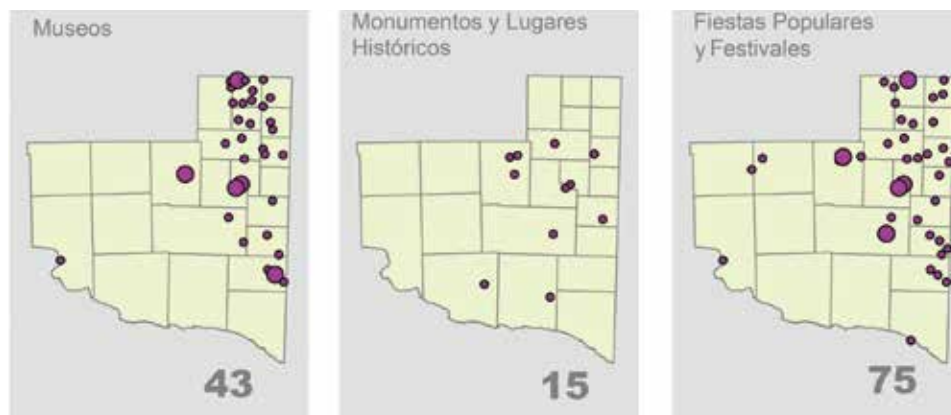 Museos
43
Monumentos y Lugares
Históricos
15
Fiestas Populares
y Festivales
75